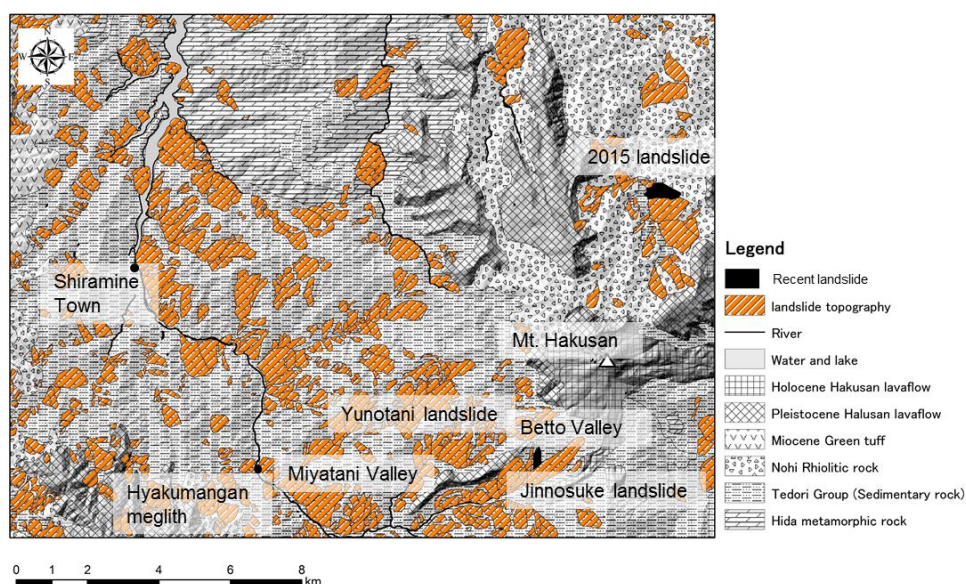 N
W E
S
2015 landslide
Shiramine
Town
Mt. Hakusan
Yunotani landslide
Betto Valley
Miyatani Valley
Jinnosuke landslide
Hyakumangan
meglith
Legend
Recent landslide
landslide topography
River
Water and lake
Holocene Hakusan lavaflow
Pleistocene Halusan lavaflow
Miocene Green tuff
Nohi Rhiolitic rock
Tedori Group (Sedimentary rock)
Hida metamorphic rock
0 1 2 4 6 8
km